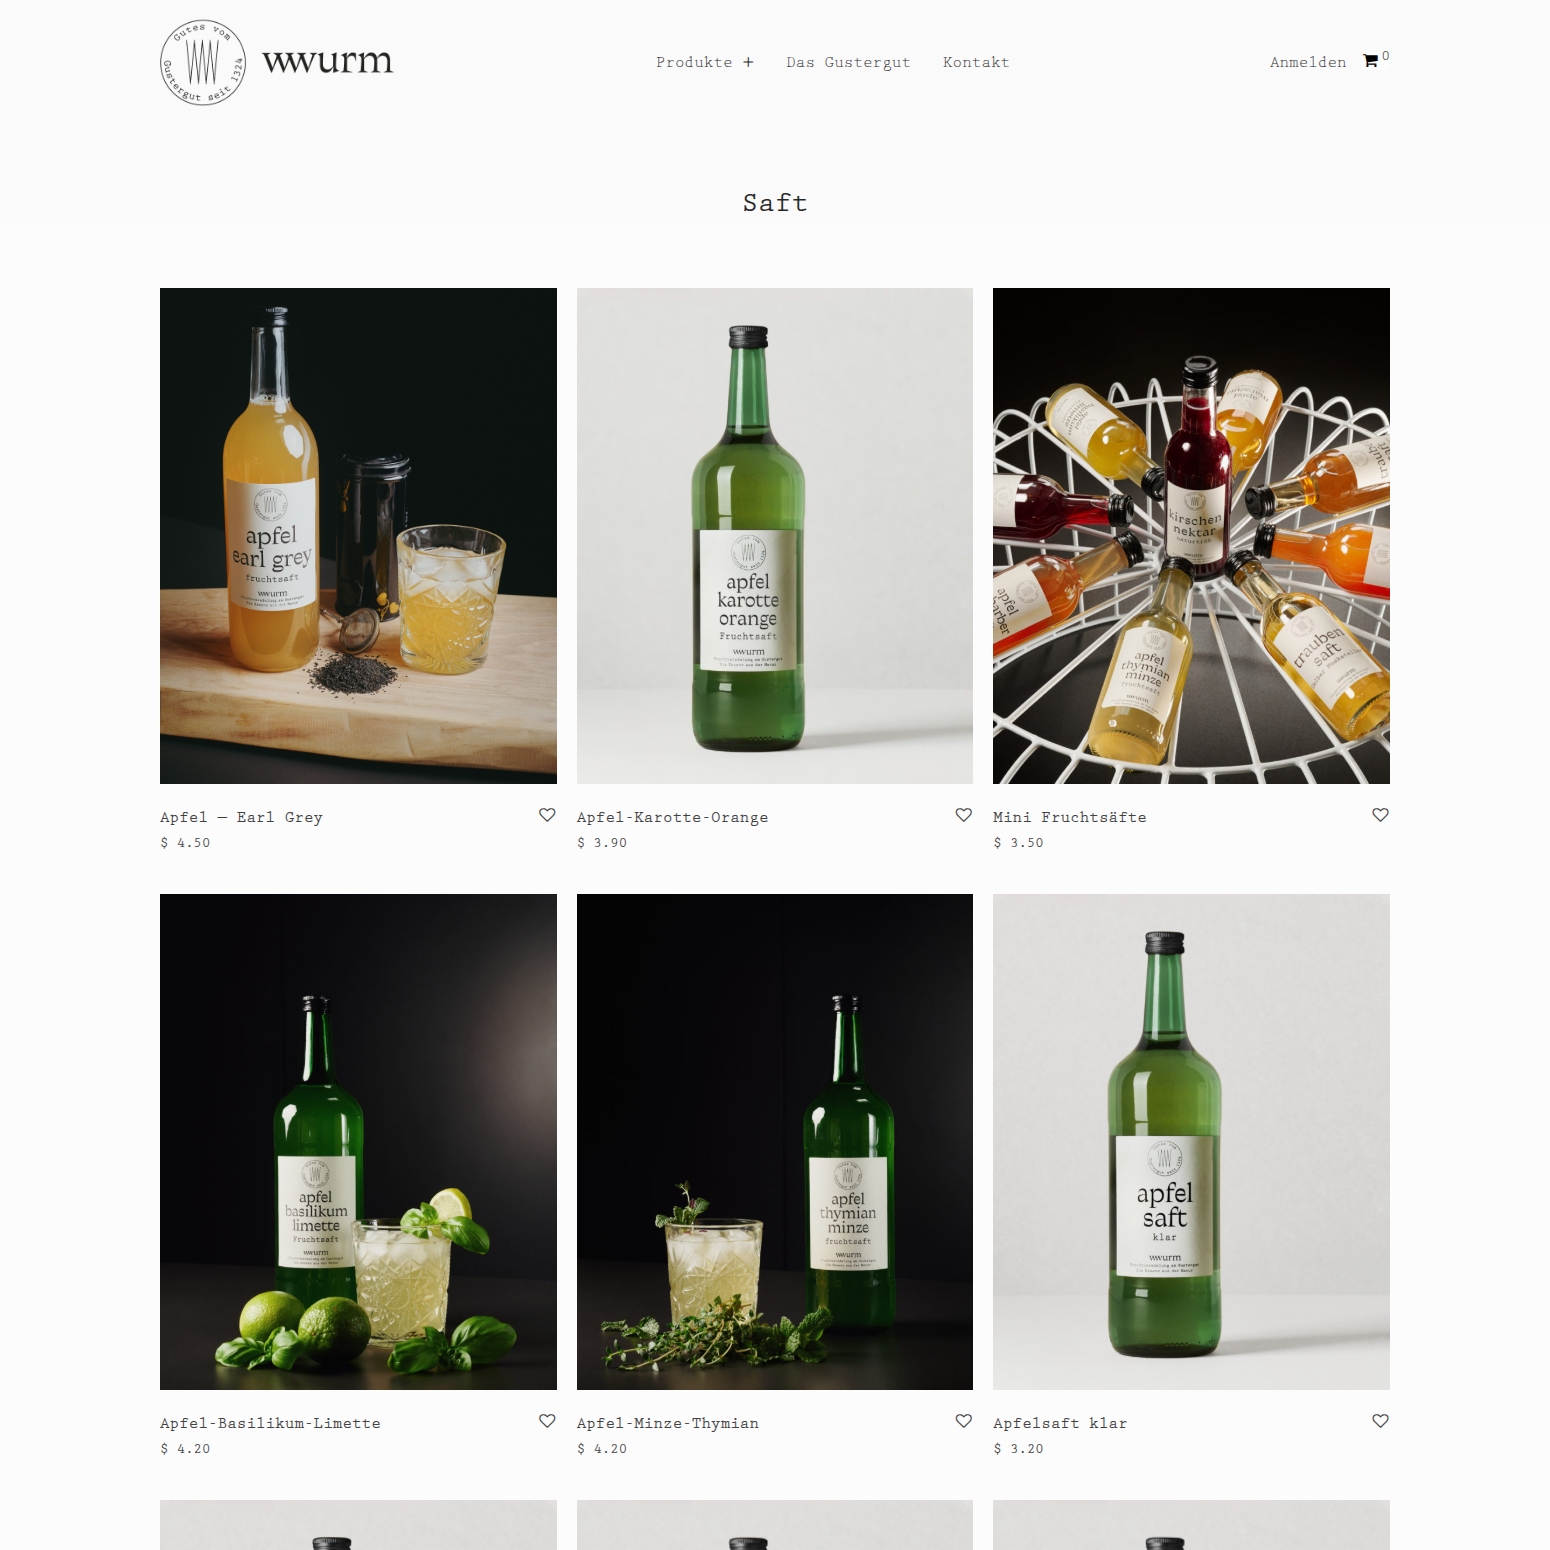 Gutes vom
Gustergut seit 1324
wwurm
Produkte +
Das Gustergut
Kontakt
Anmelden
0
Saft
apfel
earl grey
fruchtsaft
wwurm
apfel
karotte
orange
Fruchtsaft
wwurm
kirschen
nektar
naturtrüb
apfel
thymian
minze
fruchtsaft
trauben
saft
Apfel – Earl Grey
$ 4.50
Apfel-Karotte-Orange
$ 3.90
Mini Fruchtsäfte
$ 3.50
apfel
basilikum
limette
Fruchtsaft
wwurm
apfel
thymian
minze
fruchtsaft
wwurm
apfel
saft
klar
wwurm
Apfel-Basilikum-Limette
$ 4.20
Apfel-Minze-Thymian
$ 4.20
Apfelsaft klar
$ 3.20